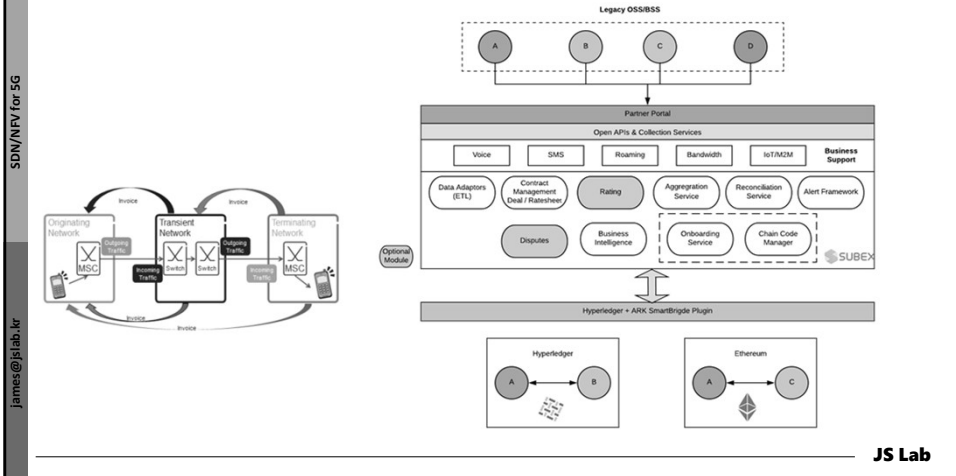 SDN/NFV for 5G
james@jslab.kr
Invoice
Invoice
Originating
Network
Transient
Network
Terminating
Network
Outgoing
Traffic
Outgoing
Traffic
MSC
Switch
Switch
MSC
Incoming
Traffic
Incoming
Traffic
Invoice
Invoice
Legacy OSS/BSS
A
B
C
D
Partner Portal
Open APIs & Collection Services
Voice
SMS
Roaming
Bandwidth
IoT/M2M
Business
Support
Data Adaptors
(ETL)
Contract
Management
Deal / Ratesheet
Rating
Aggregration
Service
Reconciliation
Service
Alert Framework
Disputes
Business
Intelligence
Onboarding
Service
Chain Code
Manager
Optional
Module
SUBEX
Hyperledger + ARK SmartBrigde Plugin
Hyperledger
A
B
Ethereum
A
C
JS Lab